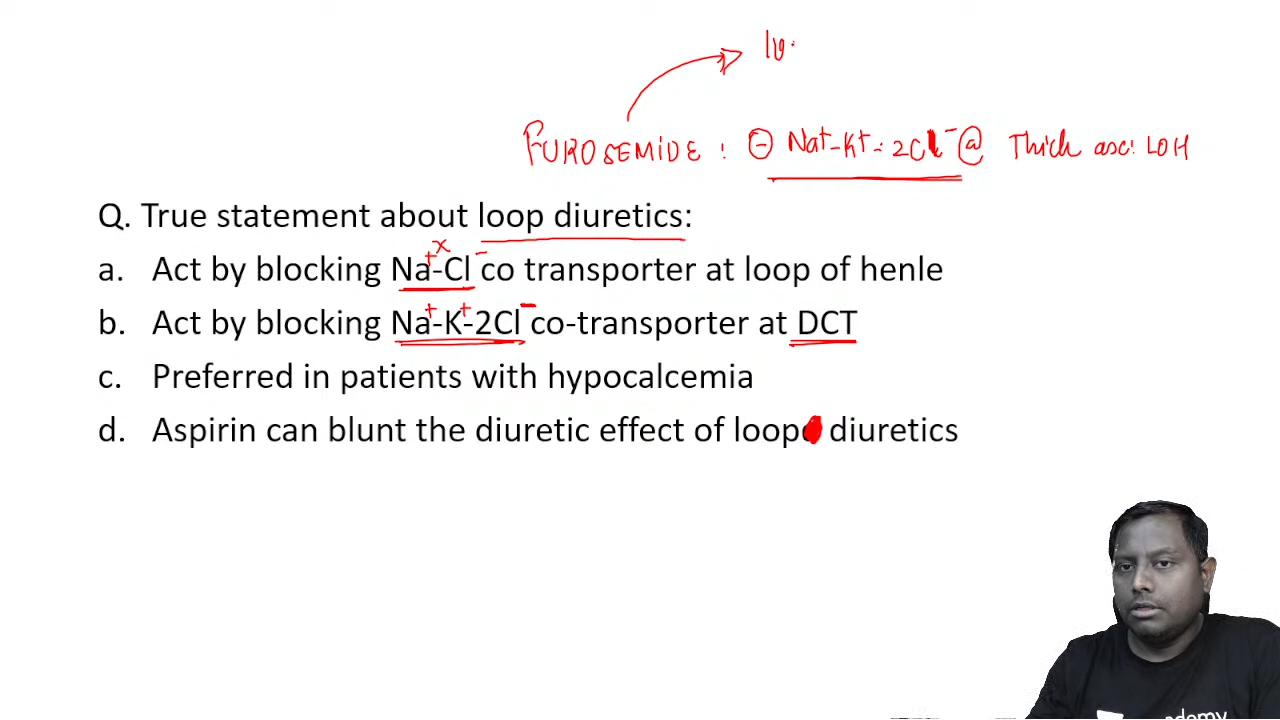 IV.
FUROSEMIDE : ⊖ Na+-K+-2Cl- @ Thick asc: LOH
Q. True statement about loop diuretics:
x
a. Act by blocking Na+-Cl- co transporter at loop of henle
b. Act by blocking Na+-K+-2Cl- co-transporter at DCT
c. Preferred in patients with hypocalcemia
d. Aspirin can blunt the diuretic effect of loop diuretics